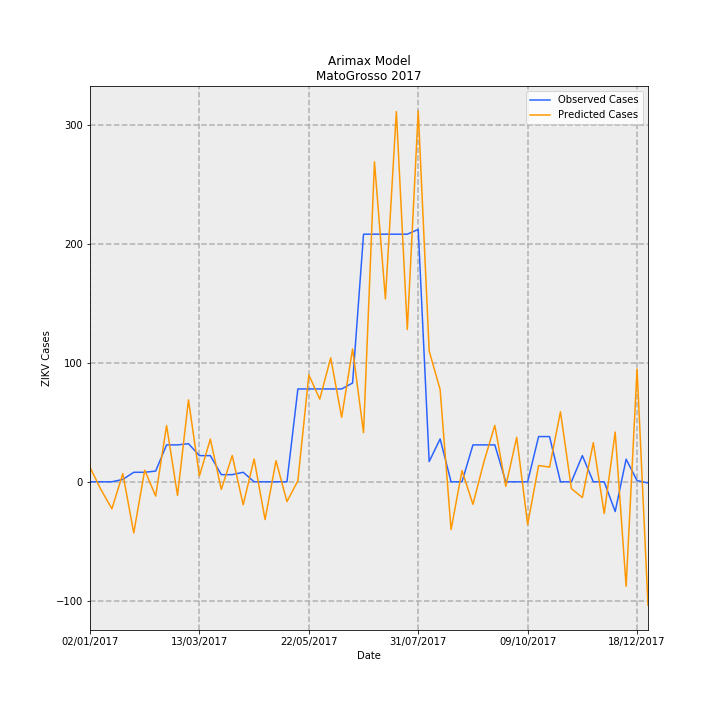 Arimax Model
MatoGrosso 2017
Observed Cases
Predicted Cases
300
200
100
0
−100
ZIKV Cases
02/01/2017
13/03/2017
22/05/2017
31/07/2017
09/10/2017
18/12/2017
Date